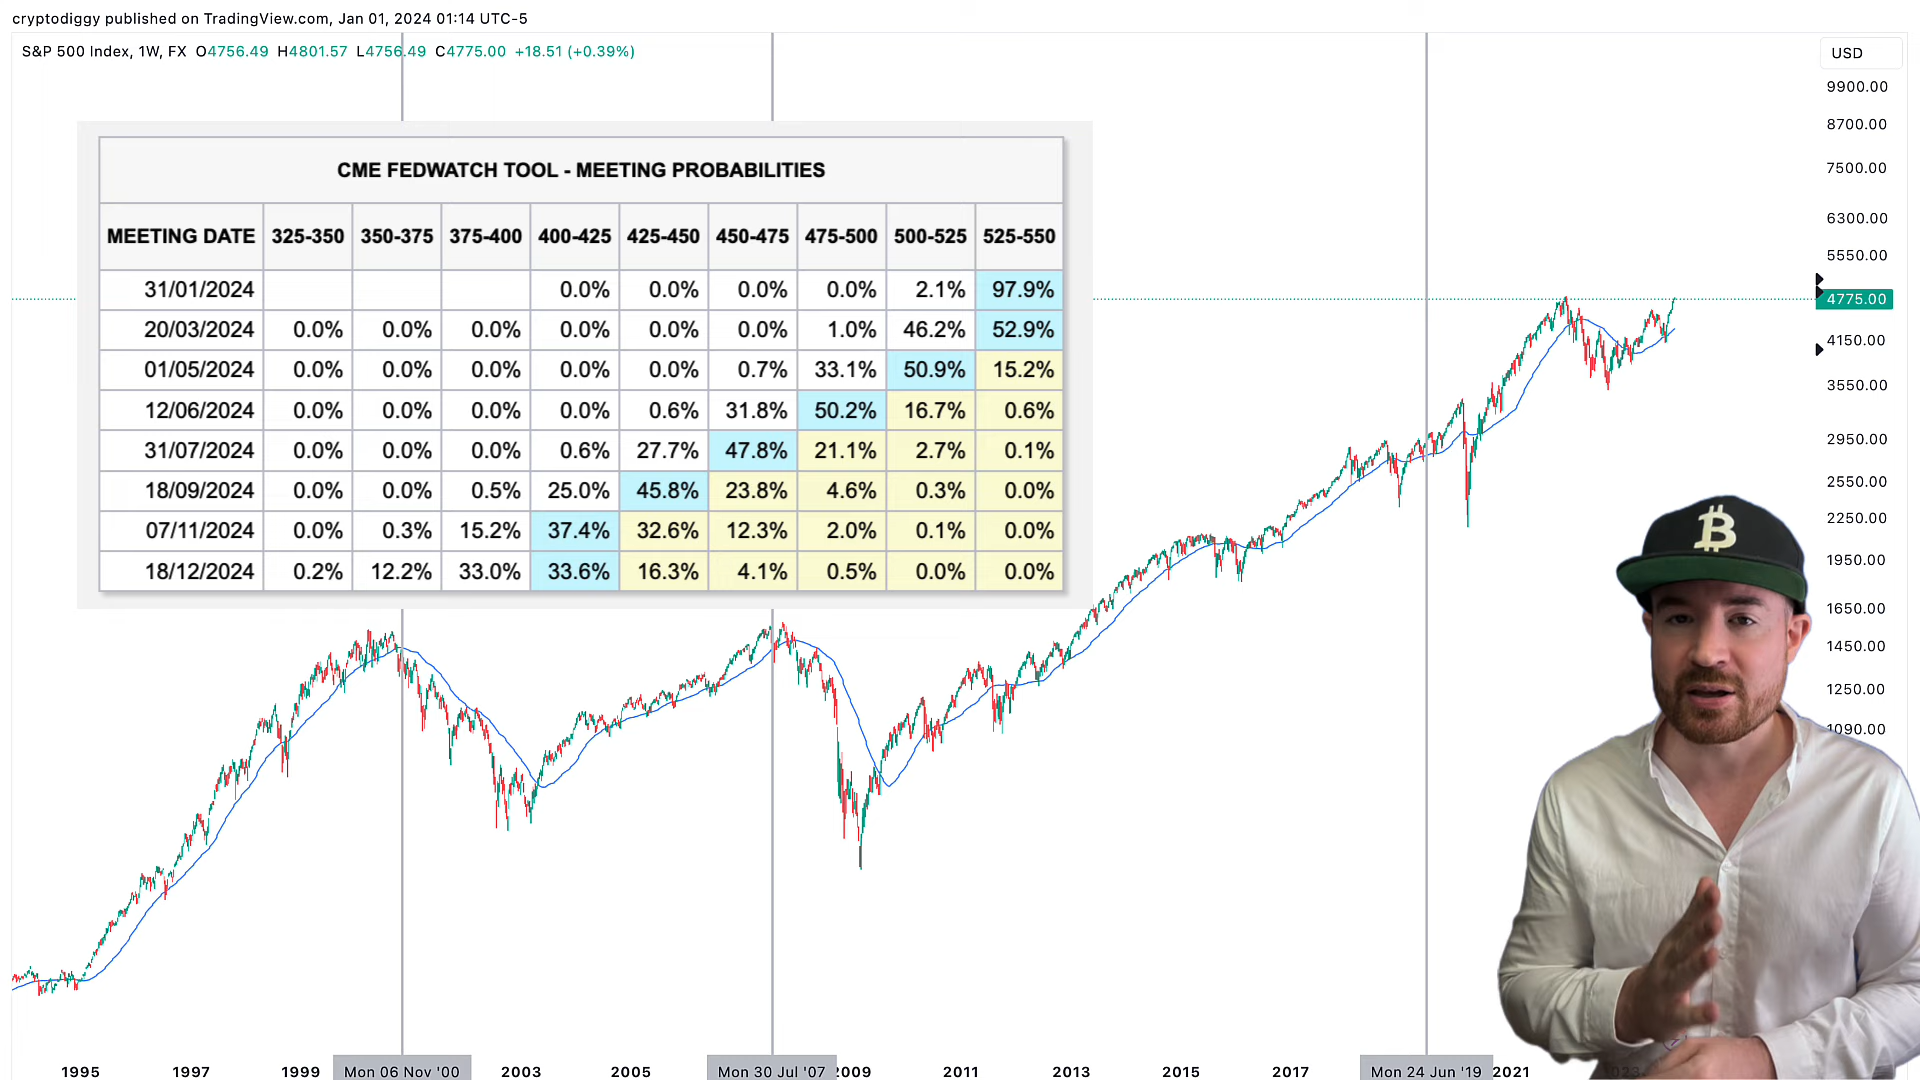 cryptodiggy published on TradingView.com, Jan 01, 2024 01:14 UTC-5
S&P 500 Index, 1W, FX O4756.49 H4801.57 L4756.49 C4775.00 +18.51 (+0.39%)
USD
9900.00
8700.00
7500.00
6300.00
5550.00
4775.00
4150.00
3550.00
2950.00
2550.00
2250.00
1950.00
1650.00
1450.00
1250.00
1090.00
CME FEDWATCH TOOL - MEETING PROBABILITIES
MEETING DATE 325-350 350-375 375-400 400-425 425-450 450-475 475-500 500-525 525-550
31/01/2024 0.0% 0.0% 0.0% 0.0% 2.1% 97.9%
20/03/2024 0.0% 0.0% 0.0% 0.0% 0.0% 0.0% 1.0% 46.2% 52.9%
01/05/2024 0.0% 0.0% 0.0% 0.0% 0.0% 0.7% 33.1% 50.9% 15.2%
12/06/2024 0.0% 0.0% 0.0% 0.0% 0.6% 31.8% 50.2% 16.7% 0.6%
31/07/2024 0.0% 0.0% 0.0% 0.6% 27.7% 47.8% 21.1% 2.7% 0.1%
18/09/2024 0.0% 0.0% 0.5% 25.0% 45.8% 23.8% 4.6% 0.3% 0.0%
07/11/2024 0.0% 0.3% 15.2% 37.4% 32.6% 12.3% 2.0% 0.1% 0.0%
18/12/2024 0.2% 12.2% 33.0% 33.6% 16.3% 4.1% 0.5% 0.0% 0.0%
1995 1997 1999 Mon 06 Nov '00 2003 2005 Mon 30 Jul '07 2009 2011 2013 2015 2017 Mon 24 Jun '19 2021